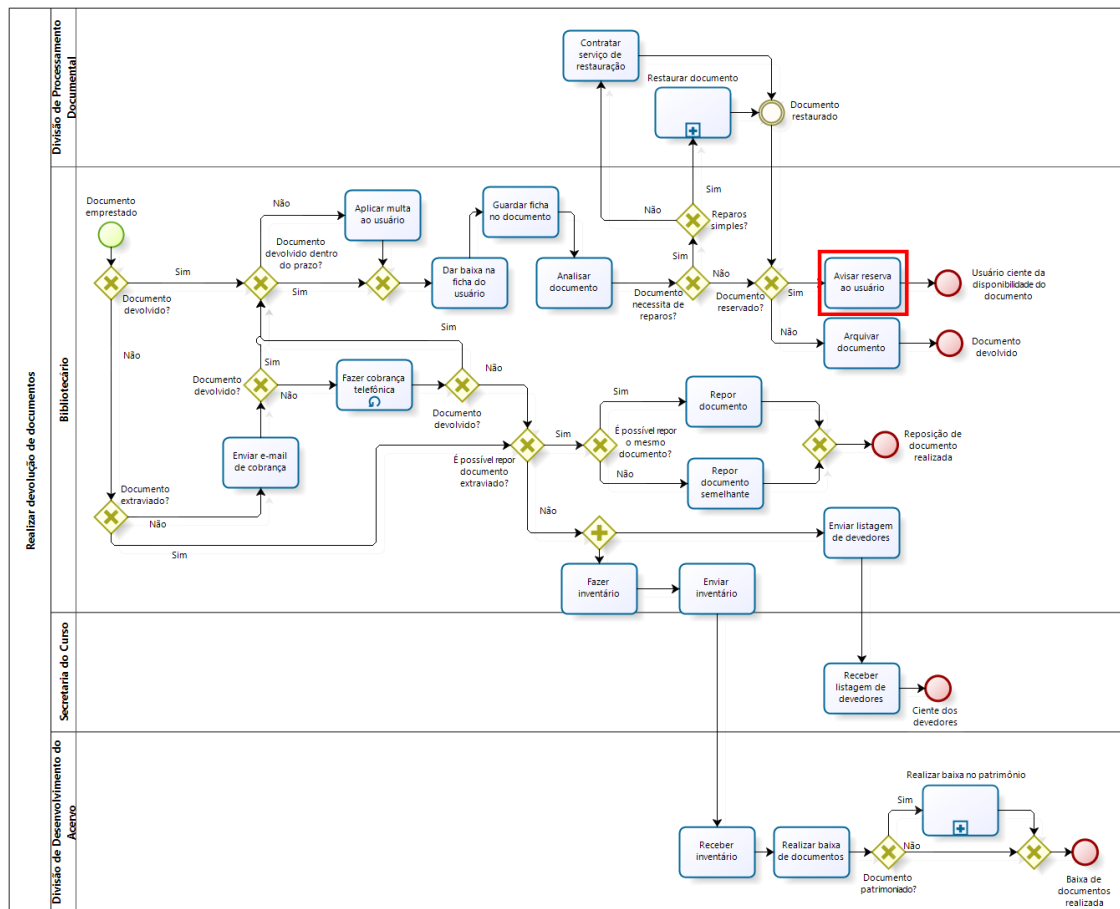 Realizar devolução de documentos
Divisão de Processamento
Documental
Contratar
serviço de
restauração
Restaurar documento
Documento
restaurado
Bibliotecário
Documento
emprestado
Documento
devolvido?
Sim
Não
Não
Documento
devolvido dentro
do prazo?
Sim
Aplicar multa
ao usuário
Dar baixa na
ficha do
usuário
Guardar ficha
no documento
Analisar
documento
Documento
necessita de
reparos?
Sim
Não
Reparos
simples?
Sim
Não
Documento
reservado?
Sim
Não
Avisar reserva
ao usuário
Usuário ciente da
disponibilidade do
documento
Arquivar
documento
Documento
devolvido
Documento
extraviado?
Não
Sim
Enviar e-mail
de cobrança
Documento
devolvido?
Sim
Não
Fazer cobrança
telefônica
Documento
devolvido?
Sim
Não
É possível repor
documento
extraviado?
Sim
Não
É possível repor
o mesmo
documento?
Sim
Não
Repor
documento
Repor
documento
semelhante
Reposição de
documento
realizada
Fazer
inventário
Enviar
inventário
Enviar listagem
de devedores
Secretaria do Curso
Receber
listagem de
devedores
Ciente dos
devedores
Divisão de Desenvolvimento do
Acervo
Receber
inventário
Realizar baixa
de documentos
Documento
patrimoniado?
Sim
Não
Realizar baixa no patrimônio
Baixa de
documentos
realizada